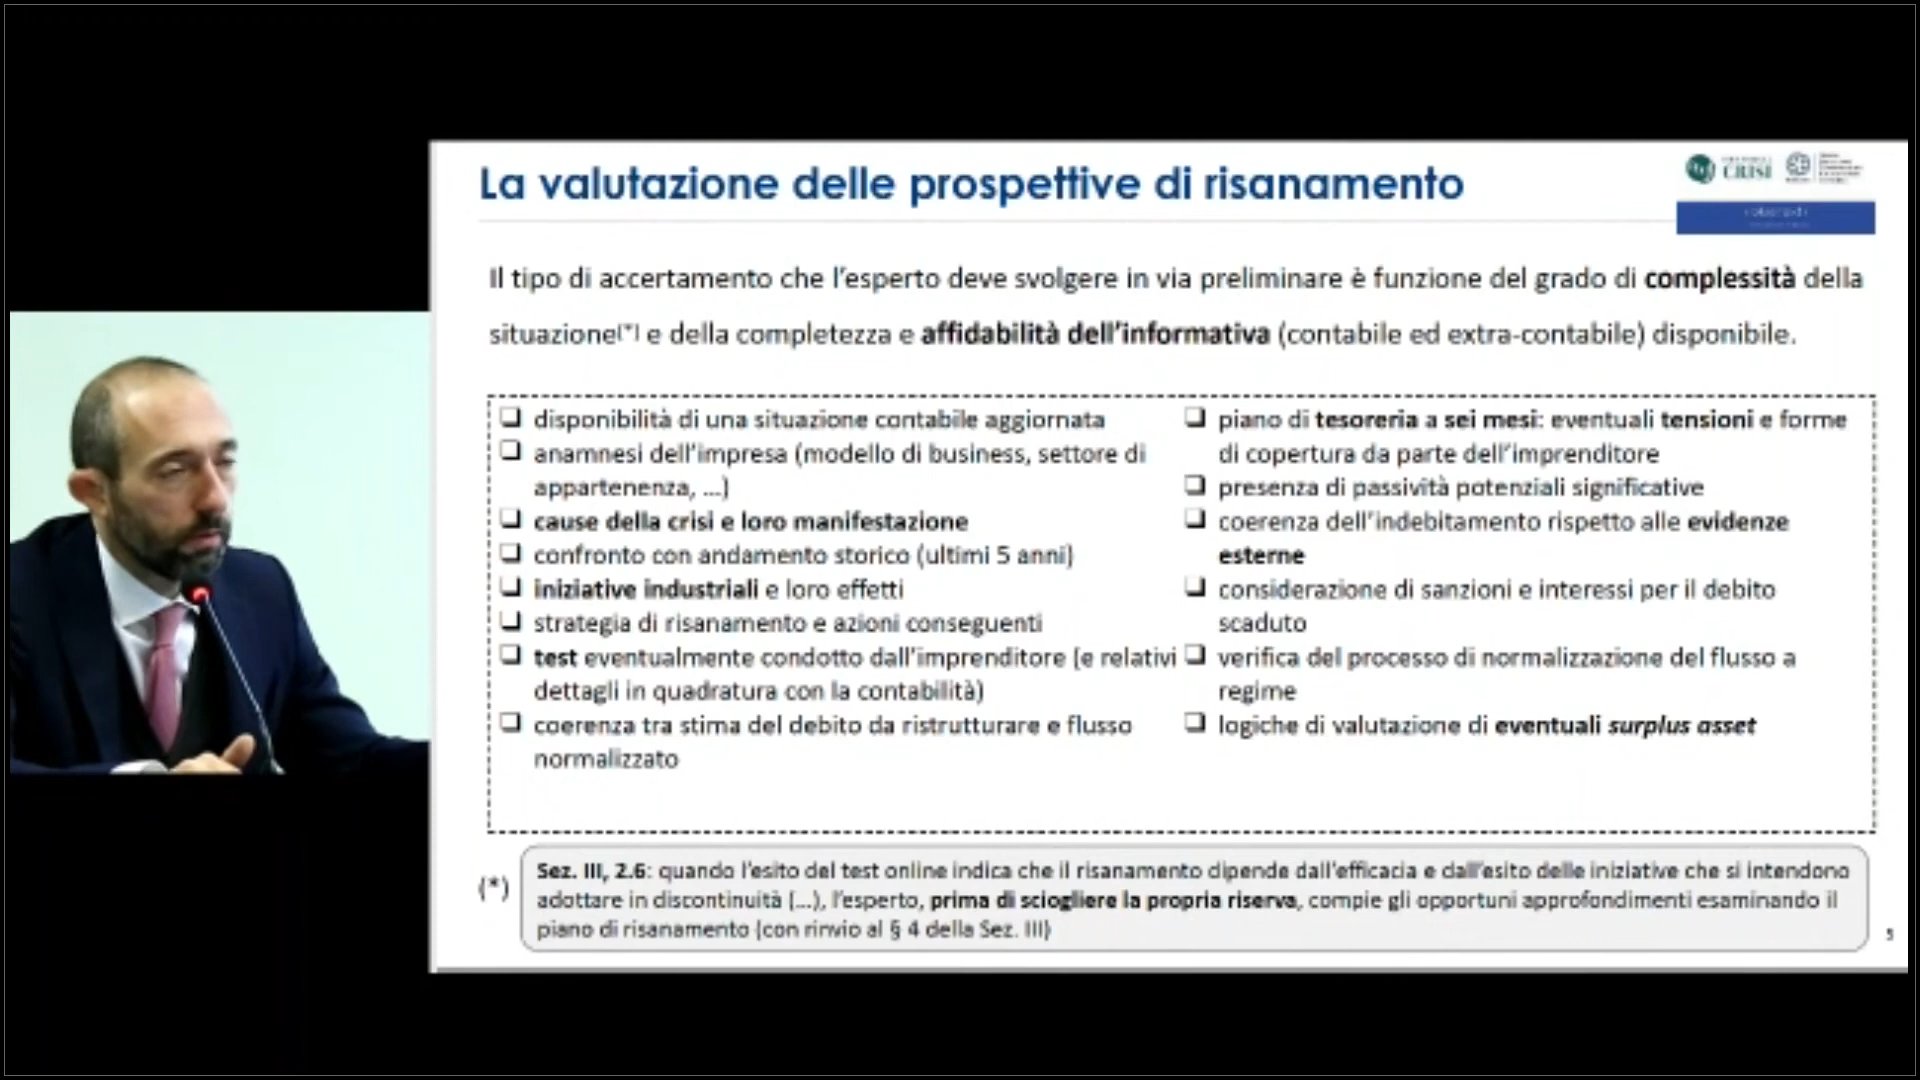 La valutazione delle prospettive di risanamento
CRISI
Il tipo di accertamento che l'esperto deve svolgere in via preliminare è funzione del grado di complessità della
situazione(*) e della completezza e affidabilità dell'informativa (contabile ed extra-contabile) disponibile.
❑ disponibilità di una situazione contabile aggiornata
❑ anamnesi dell'impresa (modello di business, settore di
appartenenza, ...)
❑ cause della crisi e loro manifestazione
❑ confronto con andamento storico (ultimi 5 anni)
❑ iniziative industriali e loro effetti
❑ strategia di risanamento e azioni conseguenti
❑ test eventualmente condotto dall'imprenditore (e relativi
dettagli in quadratura con la contabilità)
❑ coerenza tra stima del debito da ristrutturare e flusso
normalizzato
❑ piano di tesoreria a sei mesi: eventuali tensioni e forme
di copertura da parte dell'imprenditore
❑ presenza di passività potenziali significative
❑ coerenza dell'indebitamento rispetto alle evidenze
esterne
❑ considerazione di sanzioni e interessi per il debito
scaduto
❑ verifica del processo di normalizzazione del flusso a
regime
❑ logiche di valutazione di eventuali surplus asset
(*)
Sez. III, 2.6: quando l'esito del test online indica che il risanamento dipende dall'efficacia e dall'esito delle iniziative che si intendono
adottare in discontinuità (...), l'esperto, prima di sciogliere la propria riserva, compie gli opportuni approfondimenti esaminando il
piano di risanamento (con rinvio al § 4 della Sez. III)
5